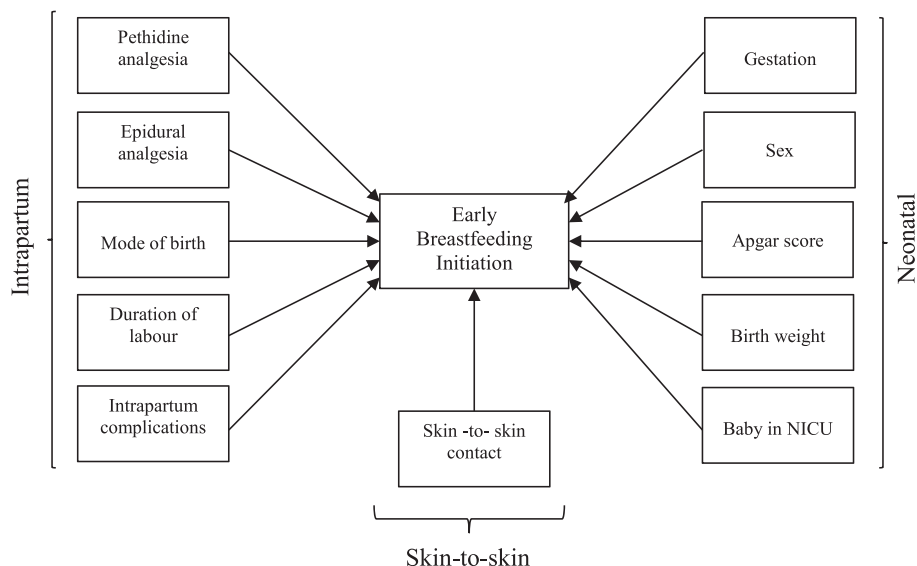 Intrapartum
Pethidine
analgesia
Epidural
analgesia
Mode of birth
Duration of
labour
Intrapartum
complications
Early
Breastfeeding
Initiation
Skin -to- skin
contact
Skin-to-skin
Gestation
Sex
Apgar score
Birth weight
Baby in NICU
Neonatal